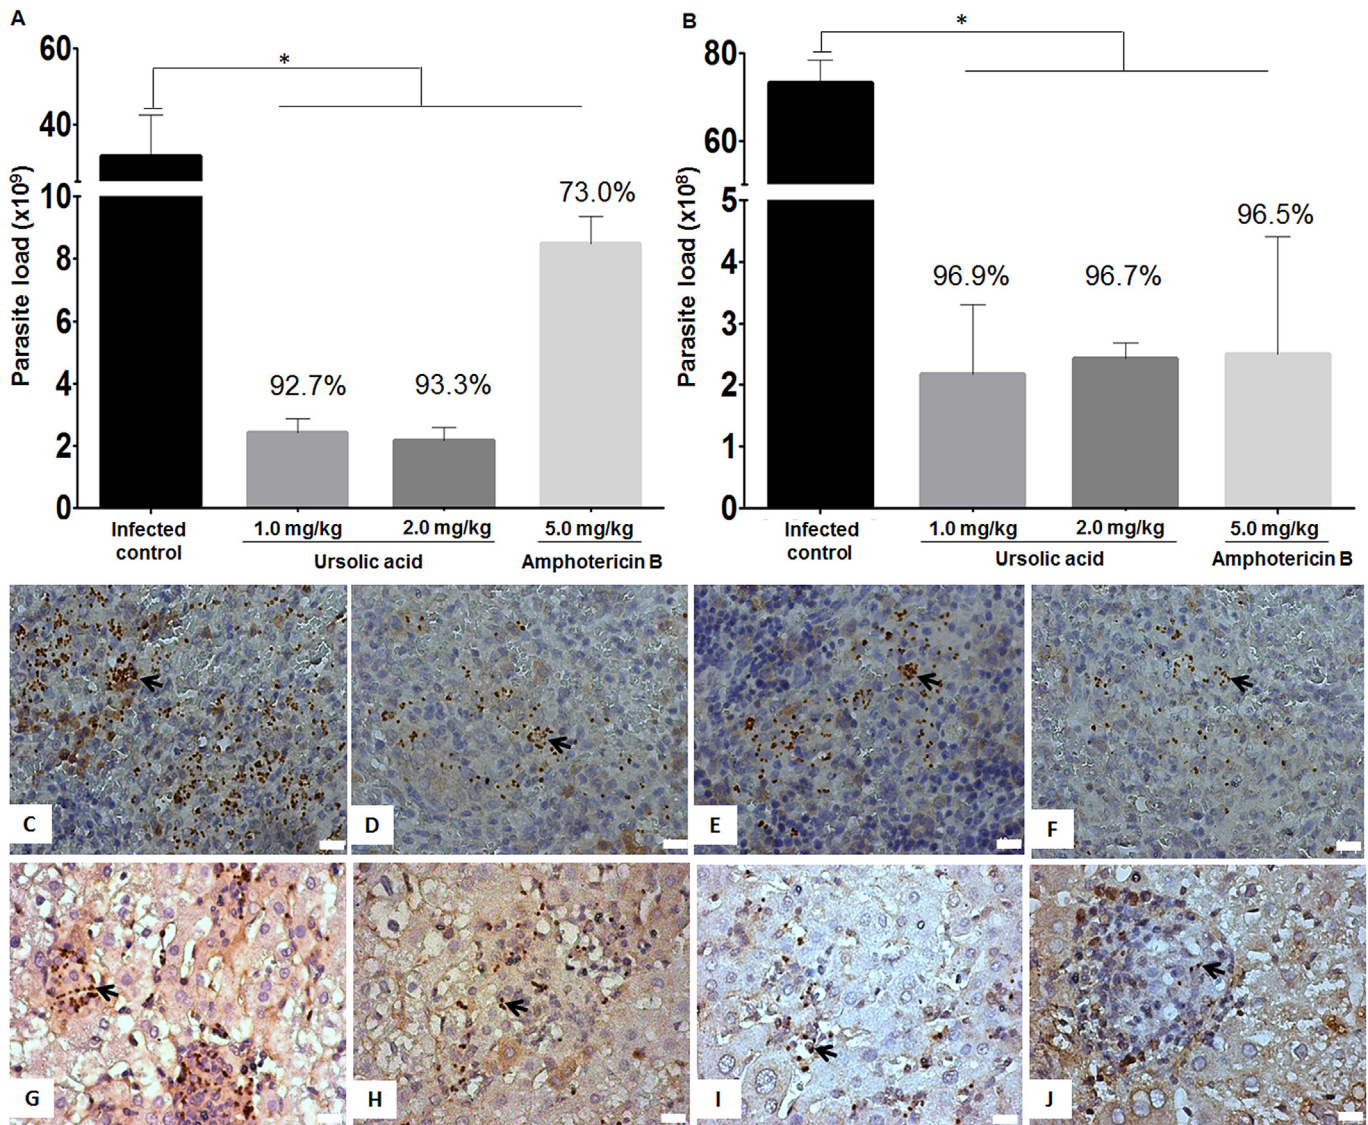 A
60
40
10
8
6
4
2
0
Parasite load (x10⁹)
*
92.7%
93.3%
73.0%
Infected
control
1.0 mg/kg
2.0 mg/kg
5.0 mg/kg
Ursolic acid
Amphotericin B
B
80
60
5
4
3
2
1
0
Parasite load (x10⁸)
*
96.9%
96.7%
96.5%
Infected
control
1.0 mg/kg
2.0 mg/kg
5.0 mg/kg
Ursolic acid
Amphotericin B
C
D
E
F
G
H
I
J